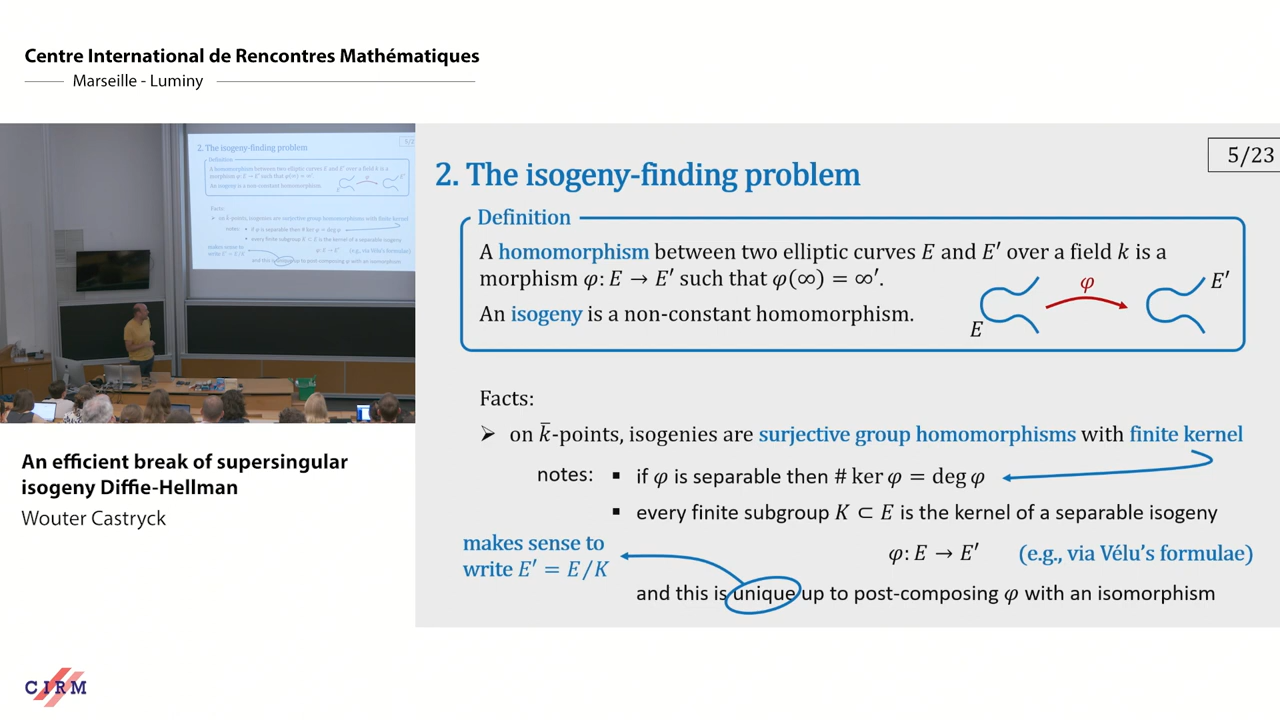 Centre International de Rencontres Mathématiques
Marseille - Luminy
2. The isogeny-finding problem
5/23
Definition
A homomorphism between two elliptic curves E and E′ over a field k is a
morphism φ: E → E′ such that φ(∞) = ∞′.
An isogeny is a non-constant homomorphism.
E
φ
E′
Facts:
➢ on k̄-points, isogenies are surjective group homomorphisms with finite kernel
notes: ▪ if φ is separable then # ker φ = deg φ
▪ every finite subgroup K ⊂ E is the kernel of a separable isogeny
φ: E → E′ (e.g., via Vélu's formulae)
makes sense to
write E′ = E/K
and this is unique up to post-composing φ with an isomorphism
An efficient break of supersingular
isogeny Diffie-Hellman
Wouter Castryck
CIRM